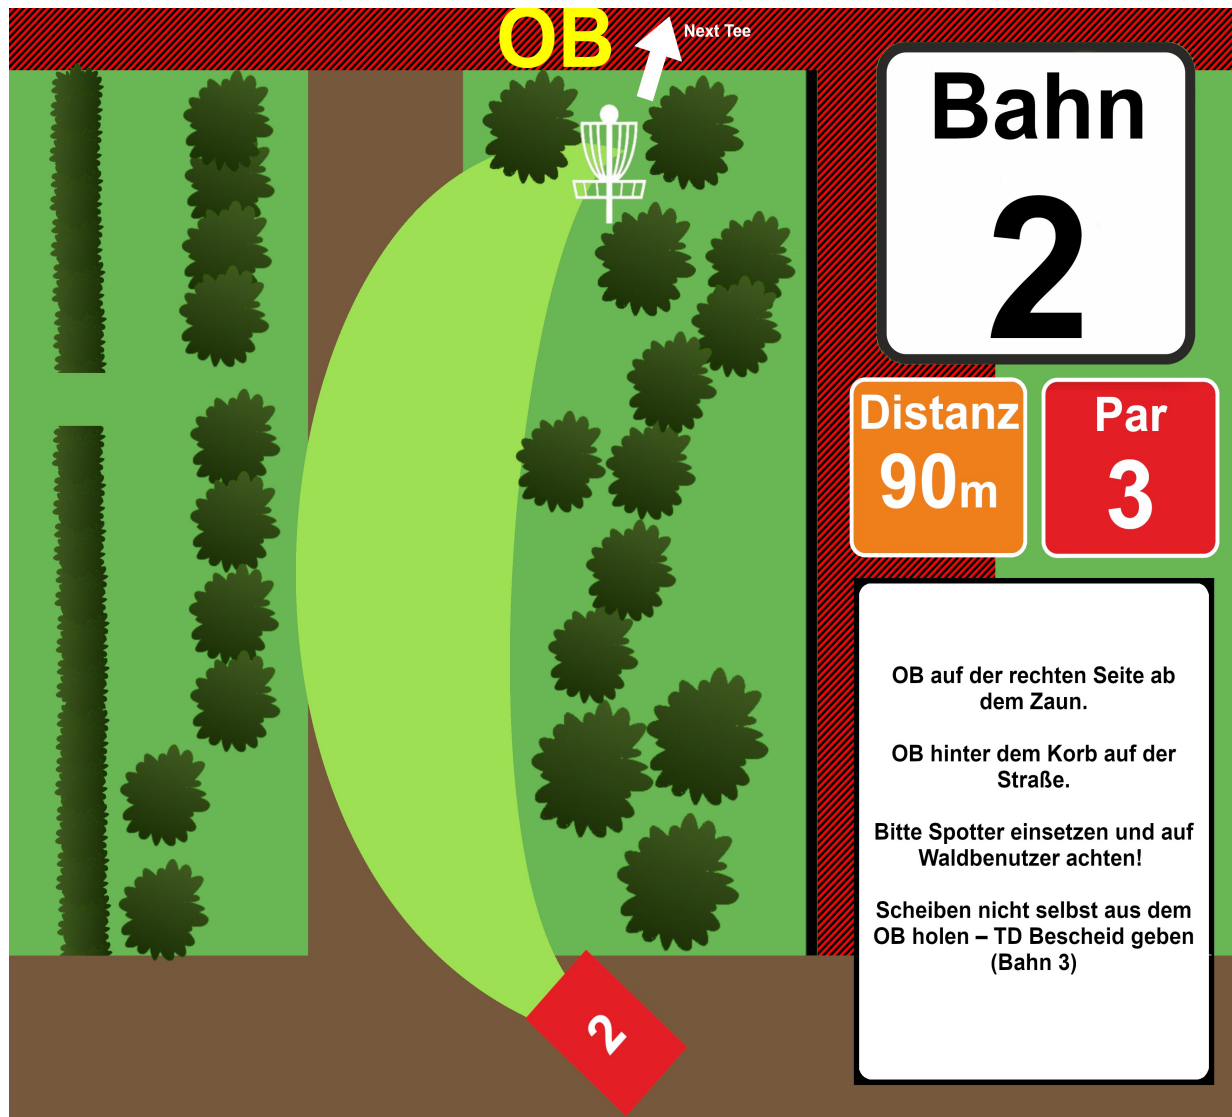 OB
Next Tee
Bahn
2
Distanz
90m
Par
3
OB auf der rechten Seite ab
dem Zaun.
OB hinter dem Korb auf der
Straße.
Bitte Spotter einsetzen und auf
Waldbenutzer achten!
Scheiben nicht selbst aus dem
OB holen – TD Bescheid geben
(Bahn 3)
2